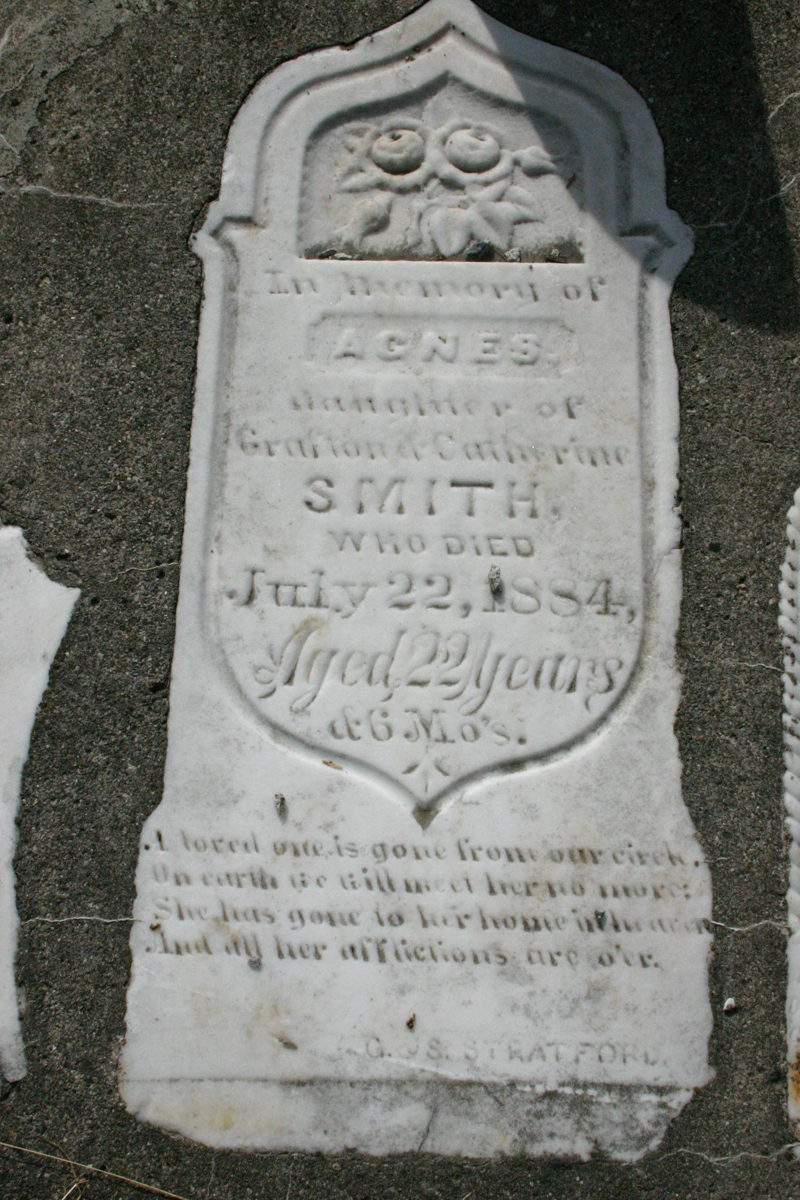 In memory of
AGNES.
daughter of
Grafton & Catherine
SMITH.
WHO DIED
July 22, 1884,
Aged 22 years
& 6 Mo's.
A loved one is gone from our circle.
On earth we will meet her no more;
She has gone to her home in heaven
And all her afflictions are o'er.
STRATFORD.